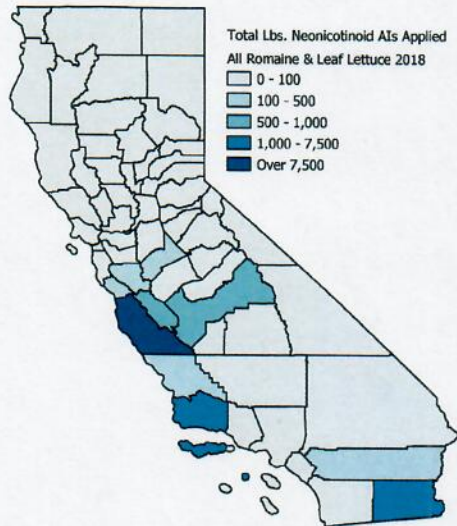 Total Lbs. Neonicotinoid AIs Applied
All Romaine & Leaf Lettuce 2018
0 - 100
100 - 500
500 - 1,000
1,000 - 7,500
Over 7,500